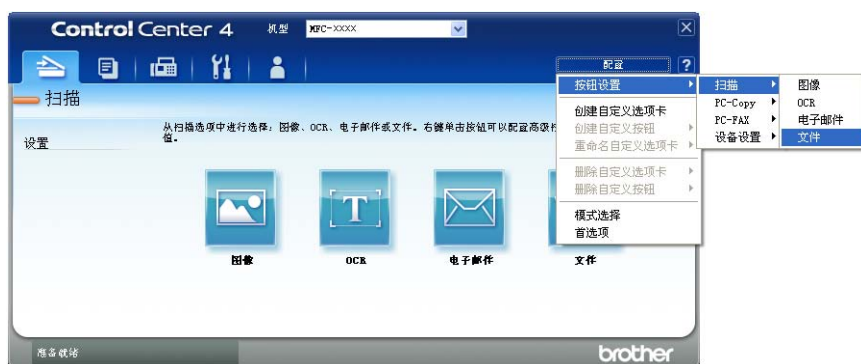 ControlCenter 4 机型 MFC-XXXX
配置 ?
扫描
设置
从扫描选项中进行选择：图像、OCR、电子邮件或文件。右键单击按钮可以配置高级
值。
图像 OCR 电子邮件 文件
按钮设置
创建自定义选项卡
创建自定义按钮
重命名自定义选项卡
删除自定义选项卡
删除自定义按钮
模式选择
首选项
扫描
PC-Copy
PC-FAX
设备设置
图像
OCR
电子邮件
文件
准备就绪
brother